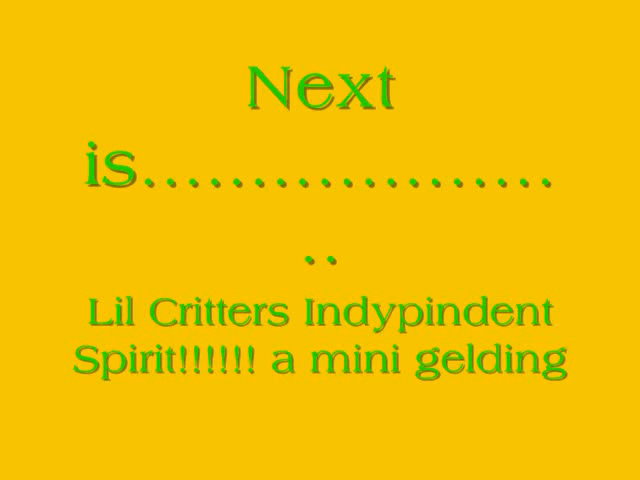 Next
is...................
..
Lil Critters Indypindent
Spirit!!!!!! a mini gelding